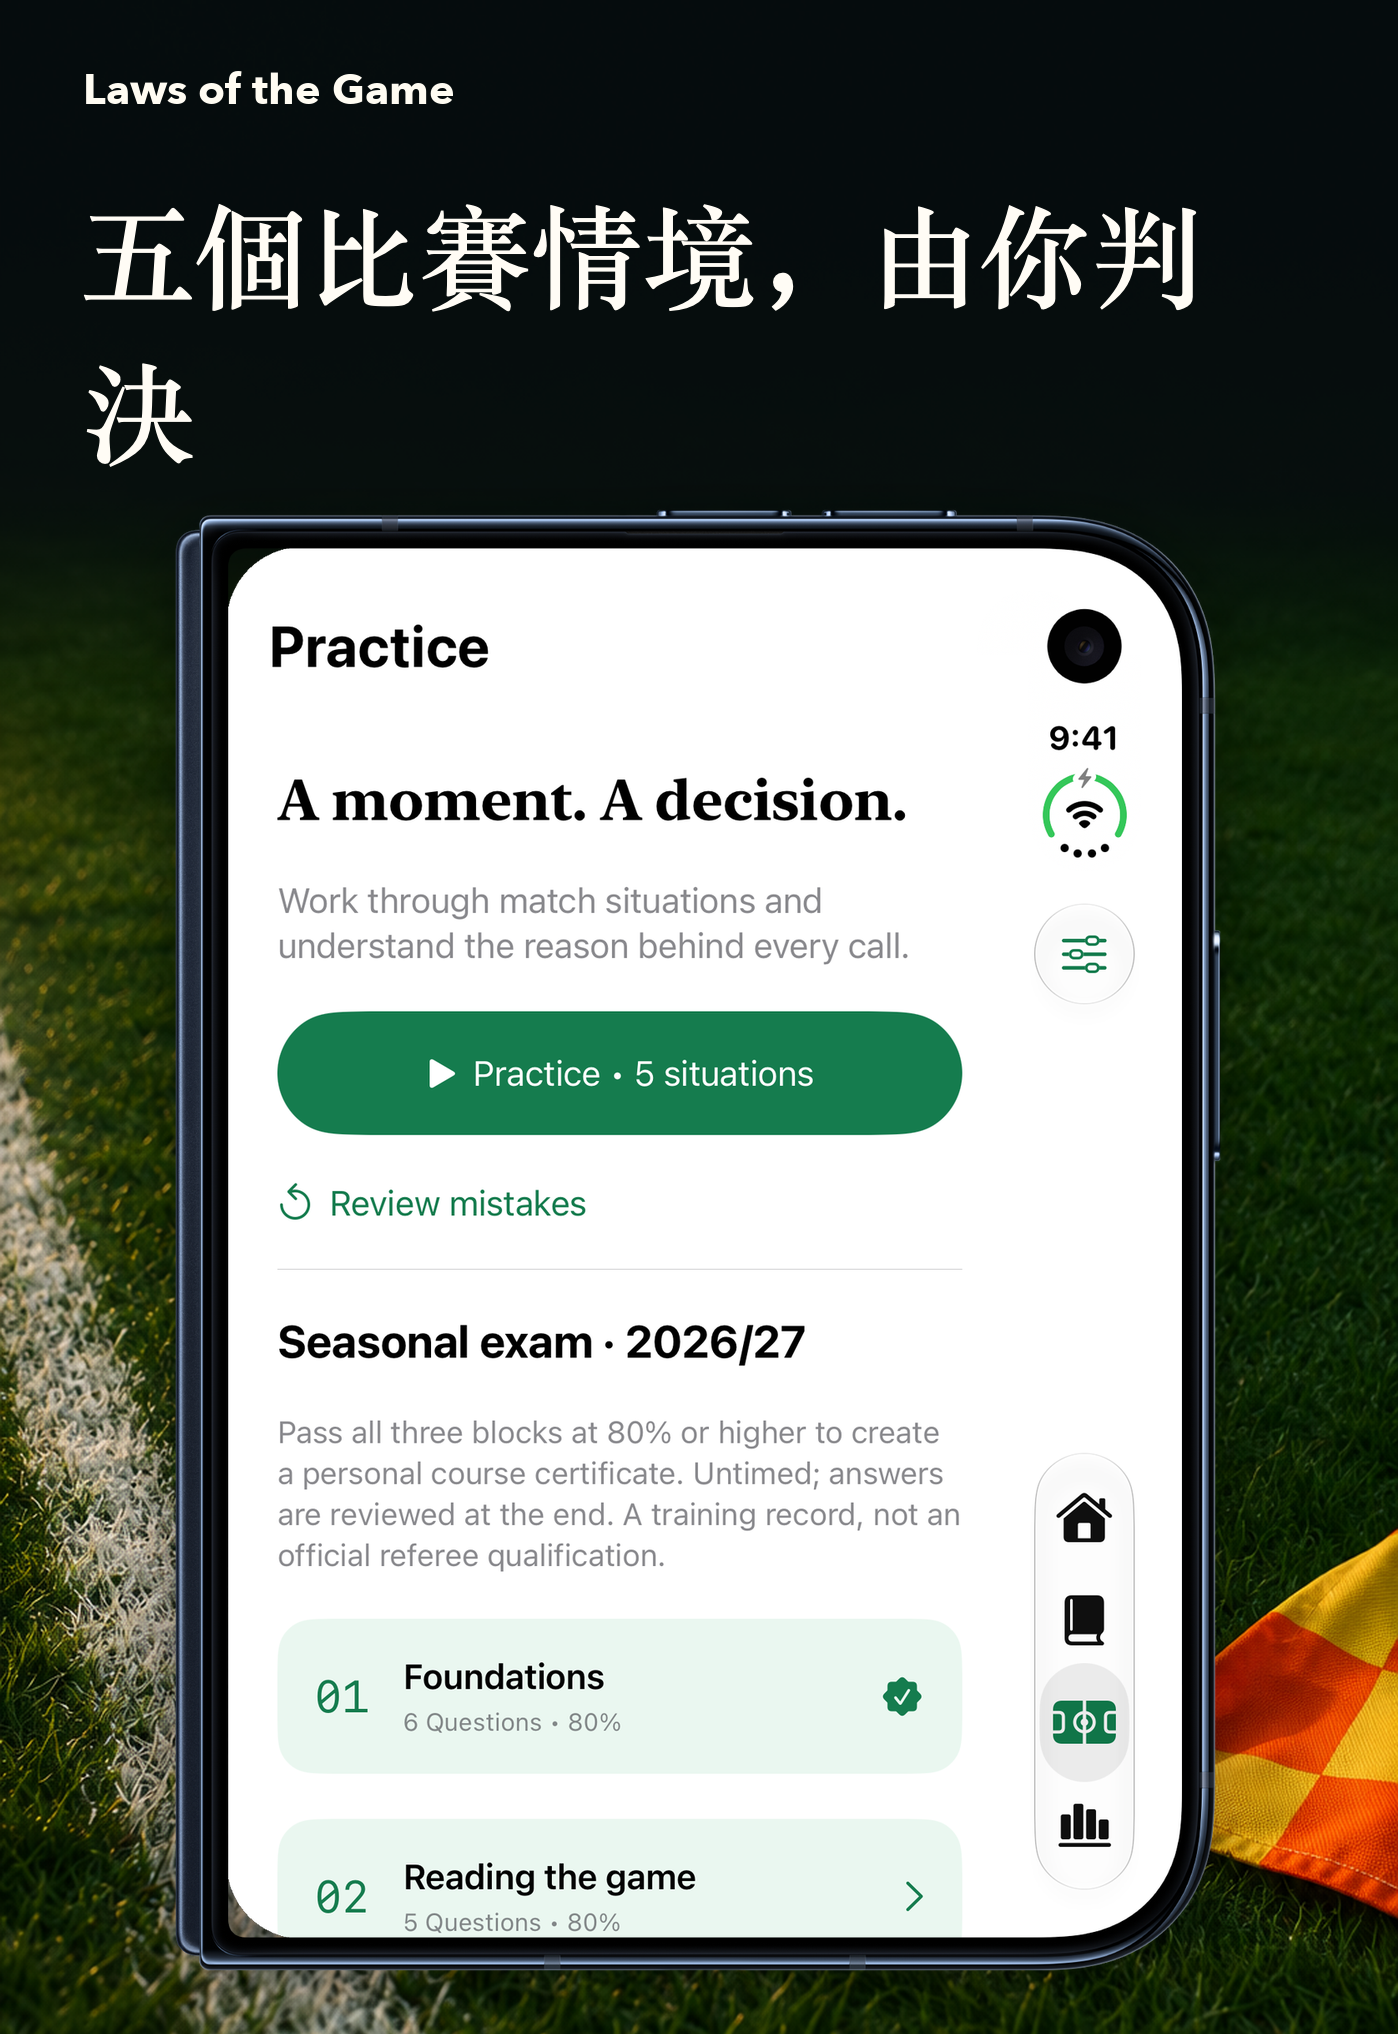 Laws of the Game
五個比賽情境，由你判
決
Practice
9:41
A moment. A decision.
Work through match situations and
understand the reason behind every call.
Practice • 5 situations
Review mistakes
Seasonal exam · 2026/27
Pass all three blocks at 80% or higher to create
a personal course certificate. Untimed; answers
are reviewed at the end. A training record, not an
official referee qualification.
01
Foundations
6 Questions • 80%
02
Reading the game
5 Questions • 80%